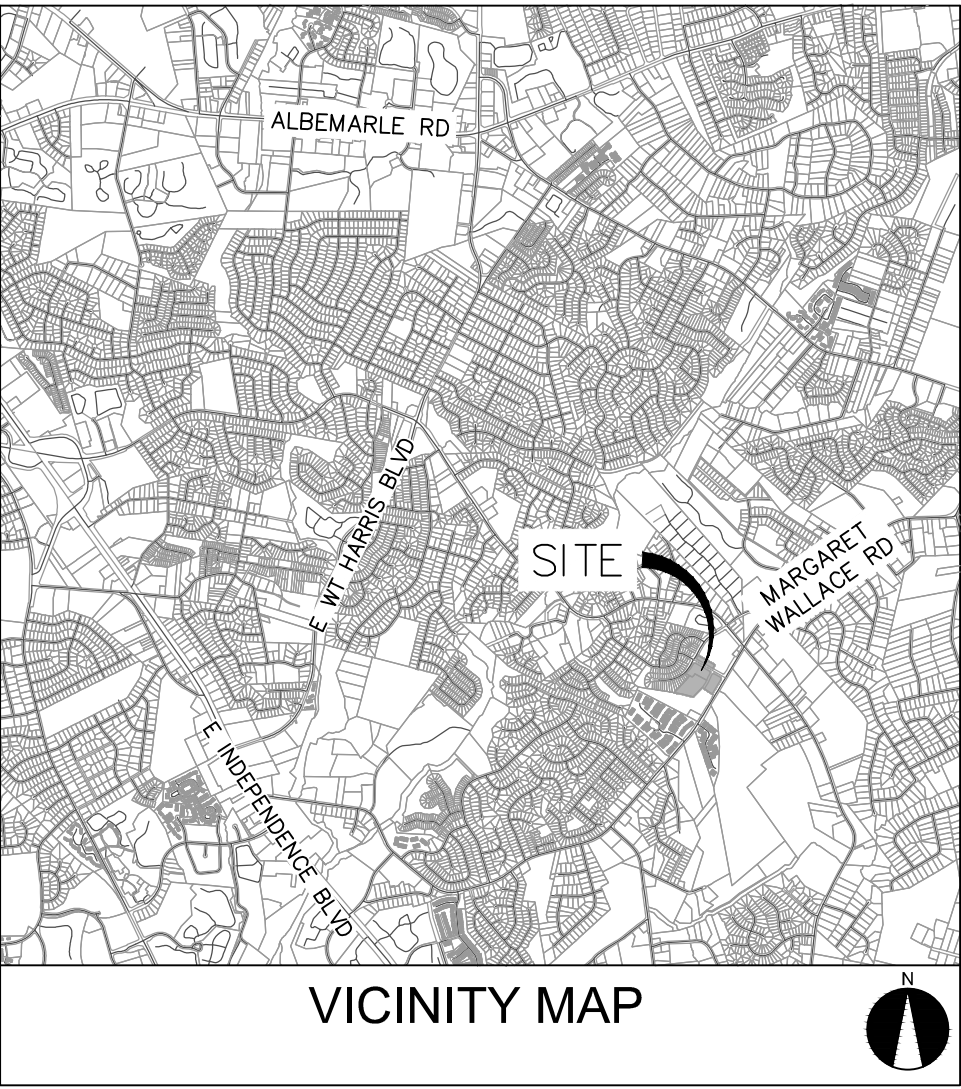 ALBEMARLE RD
E WT HARRIS BLVD
SITE
MARGARET
WALLACE RD
E INDEPENDENCE BLVD
VICINITY MAP
N